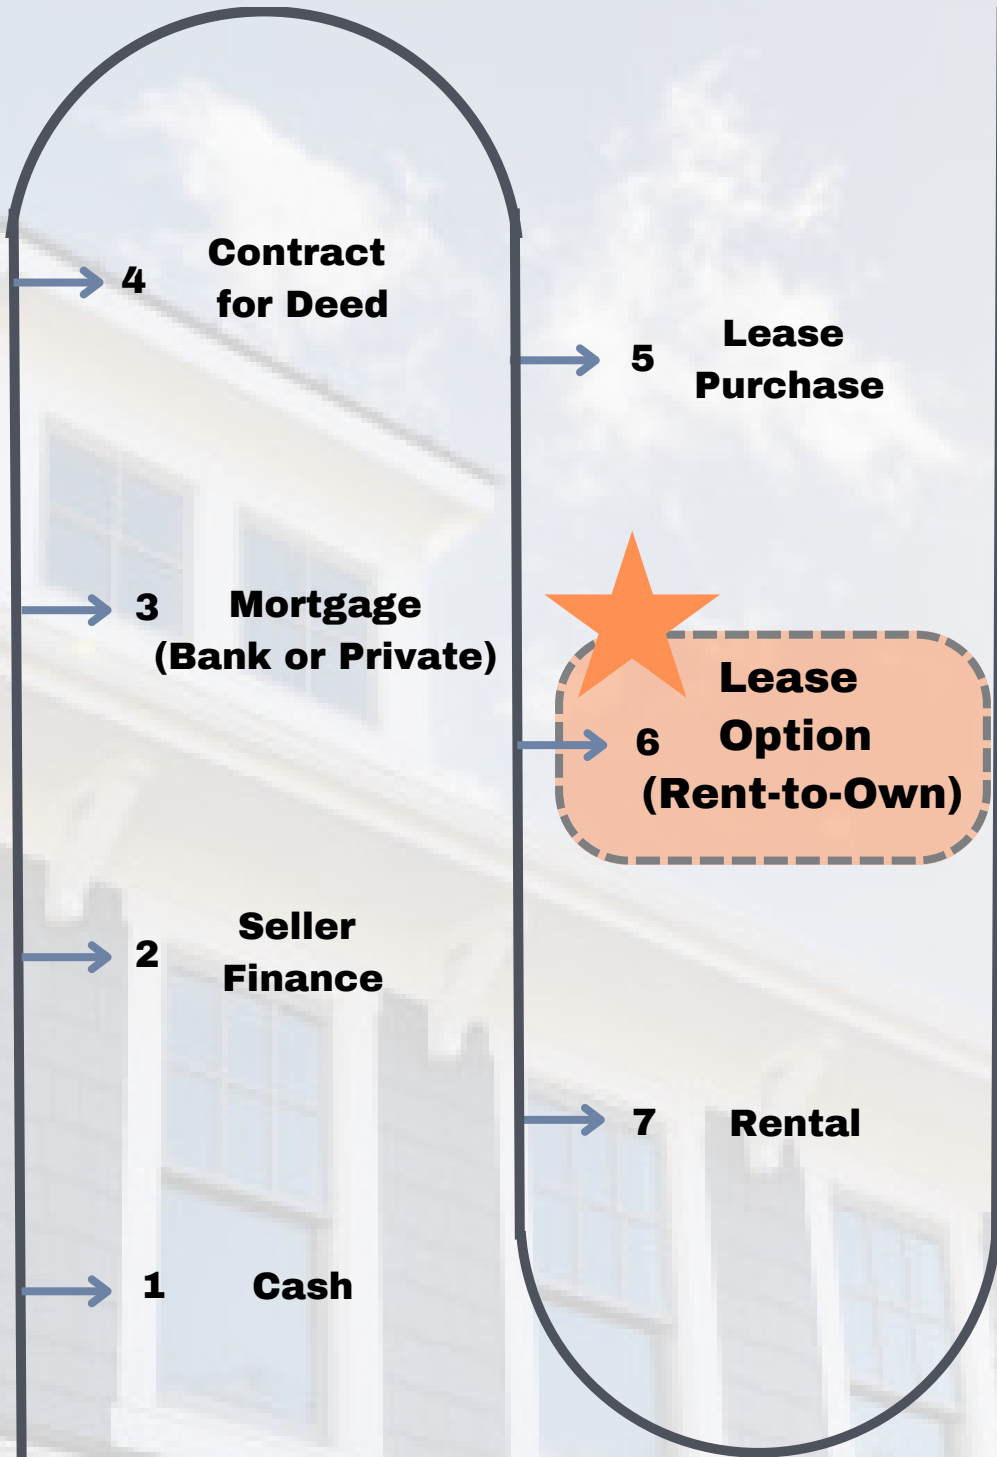 4
Contract
for Deed
3
Mortgage
(Bank or Private)
2
Seller
Finance
1
Cash
5
Lease
Purchase
6
Lease
Option
(Rent-to-Own)
7
Rental